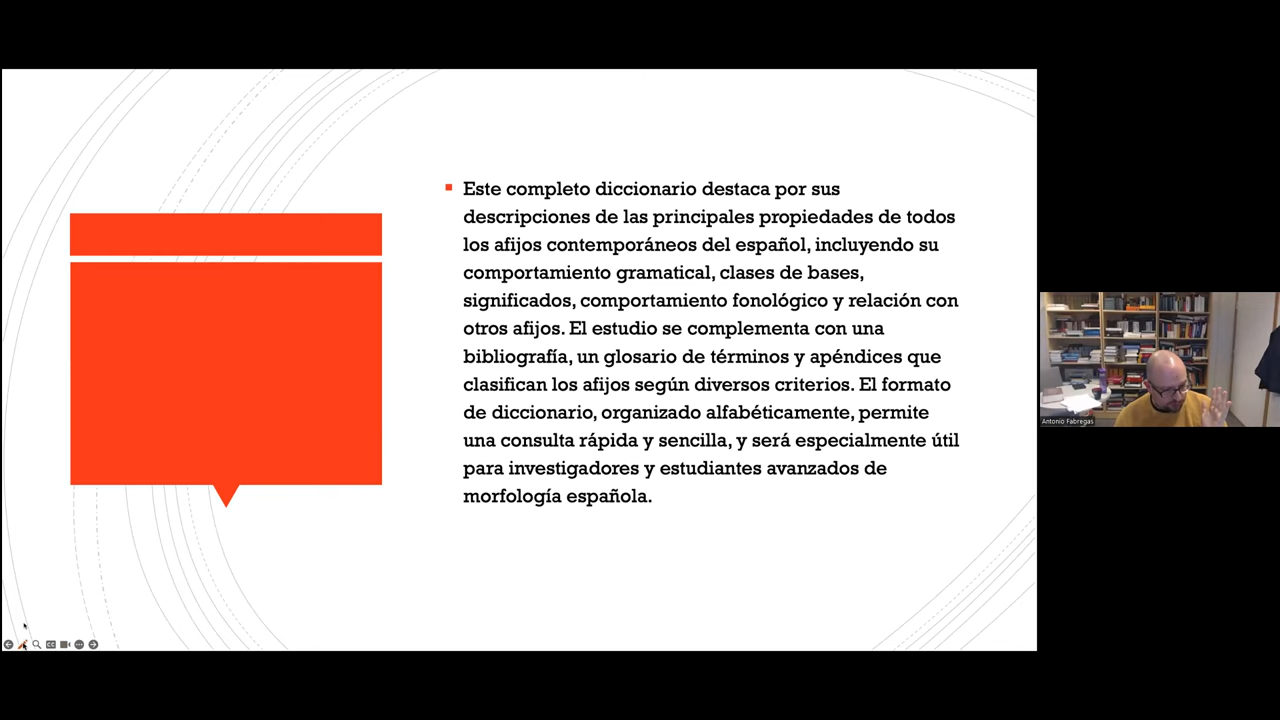 Este completo diccionario destaca por sus
descripciones de las principales propiedades de todos
los afijos contemporáneos del español, incluyendo su
comportamiento gramatical, clases de bases,
significados, comportamiento fonológico y relación con
otros afijos. El estudio se complementa con una
bibliografía, un glosario de términos y apéndices que
clasifican los afijos según diversos criterios. El formato
de diccionario, organizado alfabéticamente, permite
una consulta rápida y sencilla, y será especialmente útil
para investigadores y estudiantes avanzados de
morfología española.
Antonio Fabregas